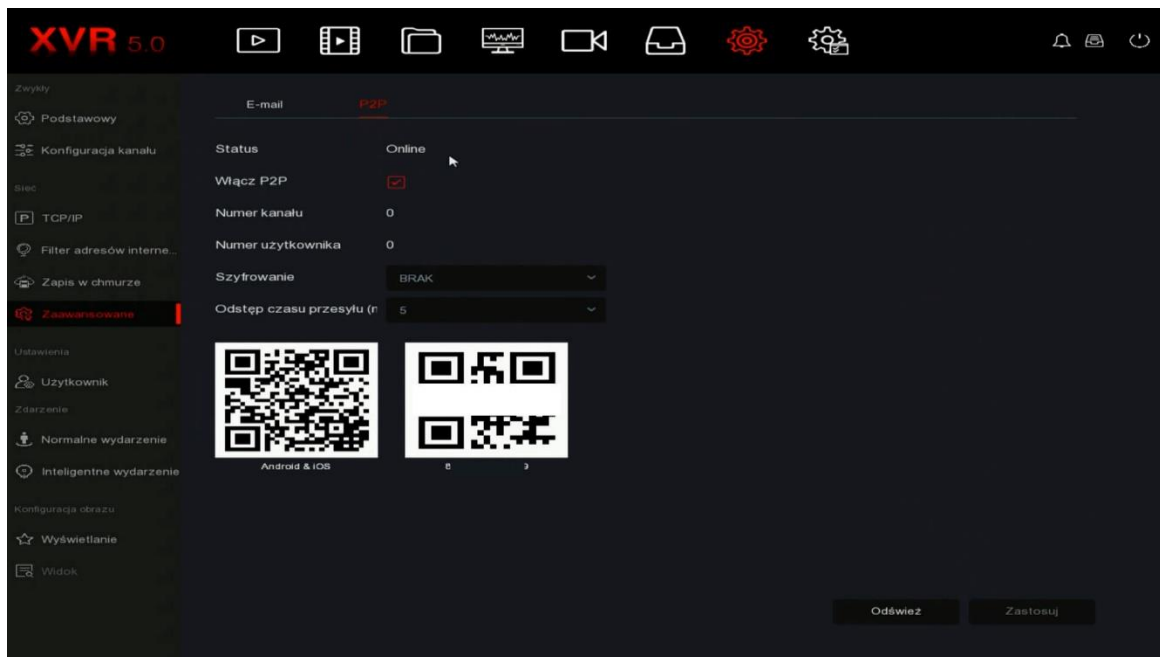 XVR 5.0
Zwykły
Podstawowy
Konfiguracja kanału
Sieć
TCP/IP
Filter adresów interne...
Zapis w chmurze
Zaawansowane
Ustawienia
Użytkownik
Zdarzenie
Normalne wydarzenie
Inteligentne wydarzenie
Konfiguracja obrazu
Wyświetlanie
Widok
E-mail P2P
Status Online
Włącz P2P
Numer kanału 0
Numer użytkownika 0
Szyfrowanie BRAK
Odstęp czasu przesyłu (n 5
Android & iOS
Odśwież Zastosuj